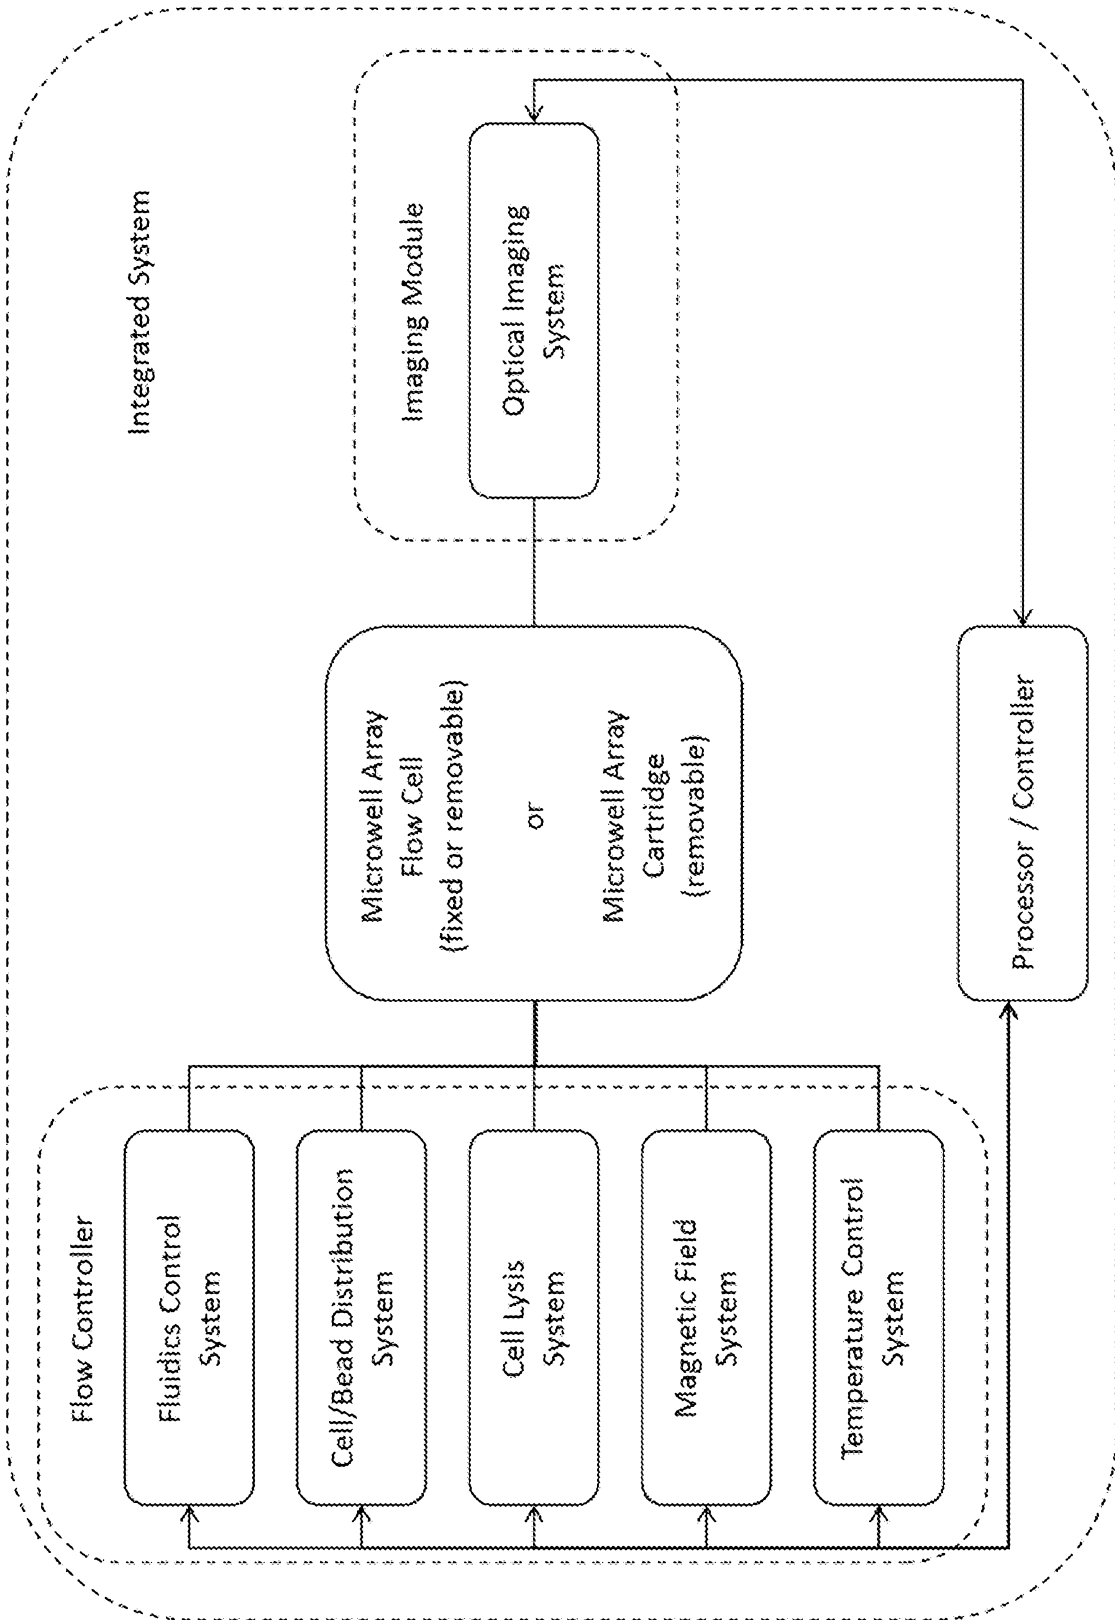 Integrated System
Flow Controller
Fluidics Control
System
Cell/Bead Distribution
System
Cell Lysis
System
Magnetic Field
System
Temperature Control
System
Microwell Array
Flow Cell
(fixed or removable)
or
Microwell Array
Cartridge
(removable)
Imaging Module
Optical Imaging
System
Processor / Controller